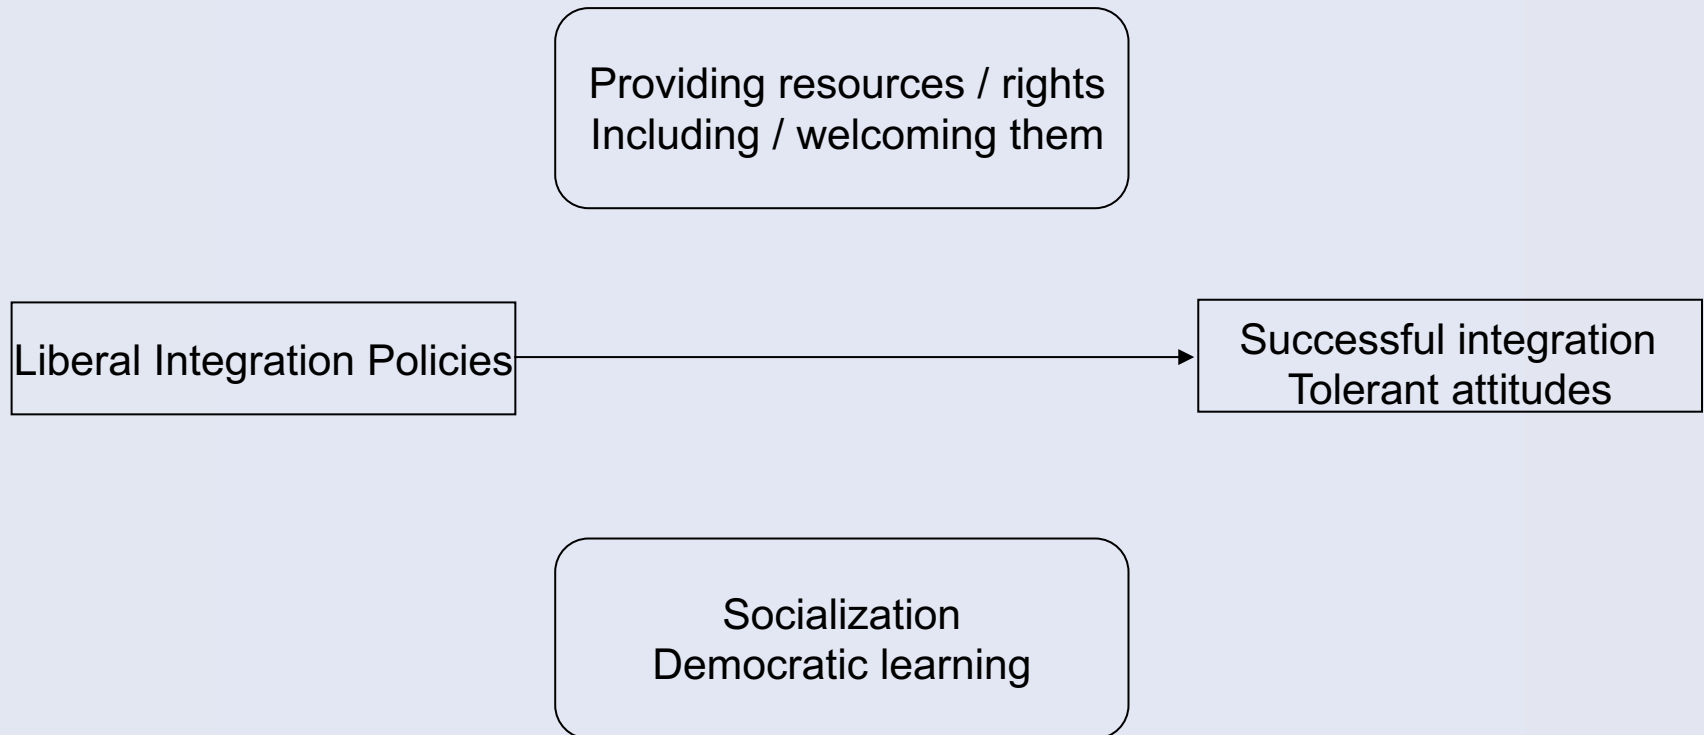 Providing resources / rights
Including / welcoming them
Liberal Integration Policies
Successful integration
Tolerant attitudes
Socialization
Democratic learning